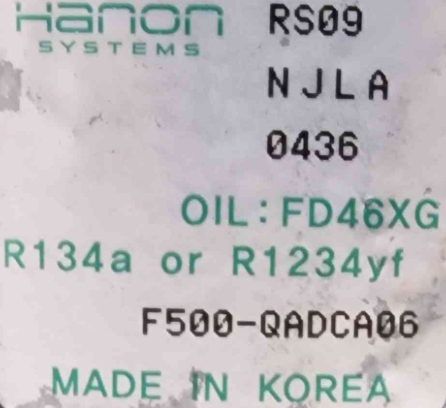 Hanon RS09
SYSTEMS
NJLA
0436
OIL:FD46XG
R134a or R1234yf
F500-QADCA06
MADE IN KOREA